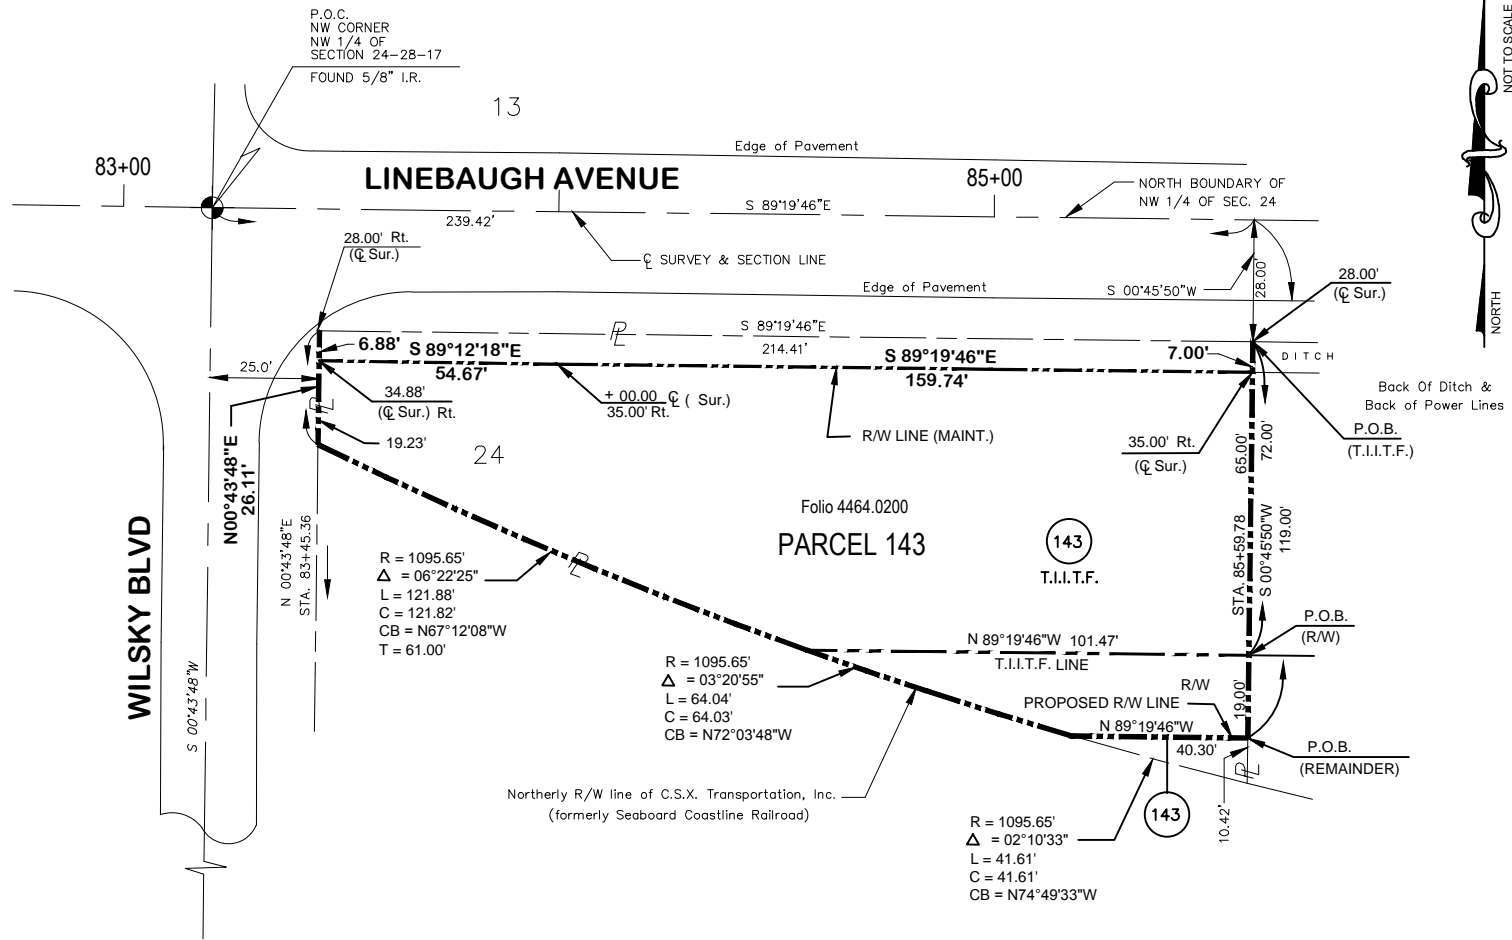 P.O.C.
NW CORNER
NW 1/4 OF
SECTION 24-28-17
FOUND 5/8" I.R.
NOT TO SCALE
NORTH
13
83+00
LINEBAUGH AVENUE
Edge of Pavement
85+00
NORTH BOUNDARY OF
NW 1/4 OF SEC. 24
239.42'
S 89°19'46"E
℄ SURVEY & SECTION LINE
28.00' Rt.
(℄ Sur.)
Edge of Pavement
S 00°45'50"W
28.00'
28.00'
(℄ Sur.)
S 89°19'46"E
PL
214.41'
6.88'
S 89°12'18"E
54.67'
S 89°19'46"E
159.74'
7.00'
DITCH
25.0'
34.88'
(℄ Sur.) Rt.
+ 00.00 ℄ ( Sur.)
35.00' Rt.
R/W LINE (MAINT.)
Back Of Ditch &
Back of Power Lines
P.O.B.
(T.I.I.T.F.)
35.00' Rt.
(℄ Sur.)
65.00'
72.00'
PL
19.23'
24
N00°43'48"E
26.11'
WILSKY BLVD
S 00°43'48"W
N 00°43'48"E
STA. 83+45.36
Folio 4464.0200
PARCEL 143
143
T.I.I.T.F.
STA. 85+59.78
S 00°45'50"W
119.00'
PL
R = 1095.65'
Δ = 06°22'25"
L = 121.88'
C = 121.82'
CB = N67°12'08"W
T = 61.00'
P.O.B.
(R/W)
N 89°19'46"W 101.47'
T.I.I.T.F. LINE
R = 1095.65'
Δ = 03°20'55"
L = 64.04'
C = 64.03'
CB = N72°03'48"W
R/W
PROPOSED R/W LINE
19.00'
N 89°19'46"W
40.30'
P.O.B.
(REMAINDER)
PL
10.42'
Northerly R/W line of C.S.X. Transportation, Inc.
(formerly Seaboard Coastline Railroad)
143
R = 1095.65'
Δ = 02°10'33"
L = 41.61'
C = 41.61'
CB = N74°49'33"W